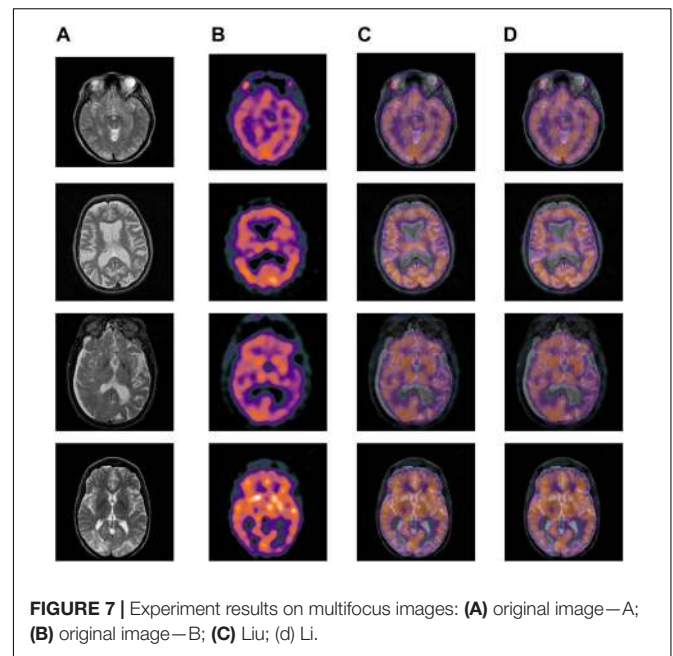 A B C D
FIGURE 7 | Experiment results on multifocus images: (A) original image—A;
(B) original image—B; (C) Liu; (d) Li.